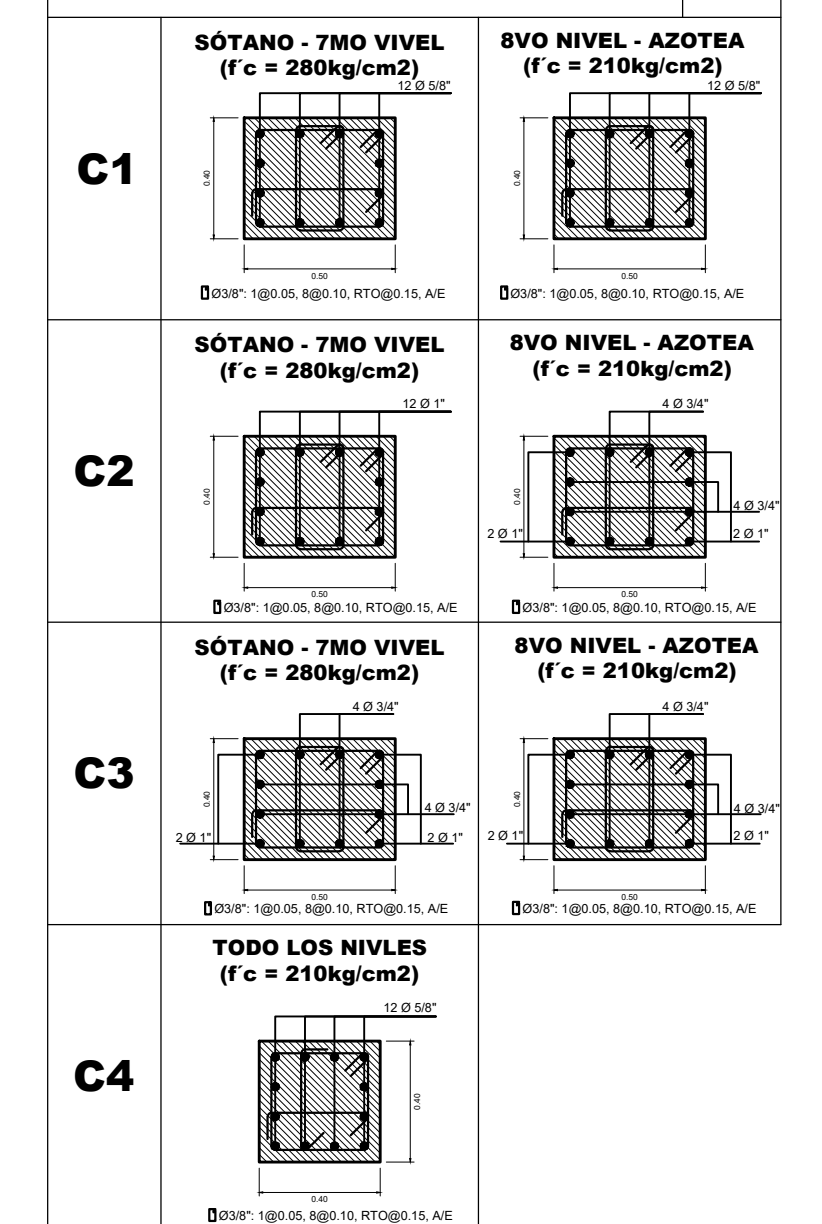 C1
SÓTANO - 7MO VIVEL
(f´c = 280kg/cm2)
12 Ø 5/8"
0.40
0.50
Ø3/8": 1@0.05, 8@0.10, RTO@0.15, A/E
8VO NIVEL - AZOTEA
(f´c = 210kg/cm2)
12 Ø 5/8"
0.40
0.50
Ø3/8": 1@0.05, 8@0.10, RTO@0.15, A/E
C2
SÓTANO - 7MO VIVEL
(f´c = 280kg/cm2)
12 Ø 1"
0.40
0.50
Ø3/8": 1@0.05, 8@0.10, RTO@0.15, A/E
8VO NIVEL - AZOTEA
(f´c = 210kg/cm2)
4 Ø 3/4"
0.40
4 Ø 3/4"
2 Ø 1"
2 Ø 1"
0.50
Ø3/8": 1@0.05, 8@0.10, RTO@0.15, A/E
C3
SÓTANO - 7MO VIVEL
(f´c = 280kg/cm2)
4 Ø 3/4"
0.40
4 Ø 3/4"
2 Ø 1"
2 Ø 1"
0.50
Ø3/8": 1@0.05, 8@0.10, RTO@0.15, A/E
8VO NIVEL - AZOTEA
(f´c = 210kg/cm2)
4 Ø 3/4"
0.40
4 Ø 3/4"
2 Ø 1"
2 Ø 1"
0.50
Ø3/8": 1@0.05, 8@0.10, RTO@0.15, A/E
C4
TODO LOS NIVLES
(f´c = 210kg/cm2)
12 Ø 5/8"
0.40
0.40
Ø3/8": 1@0.05, 8@0.10, RTO@0.15, A/E